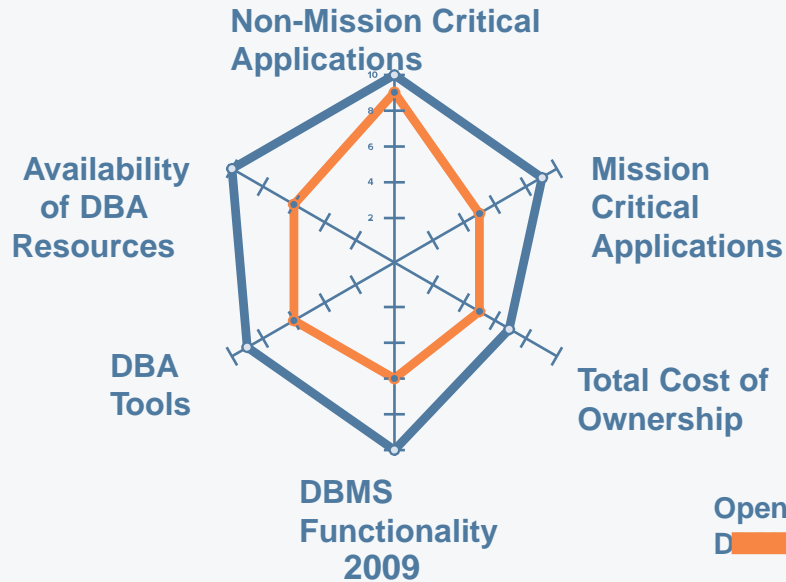 Non-Mission Critical
Applications
10
8
6
4
2
Availability
of DBA
Resources
Mission
Critical
Applications
DBA
Tools
Total Cost of
Ownership
DBMS
Functionality
2009
Open
D